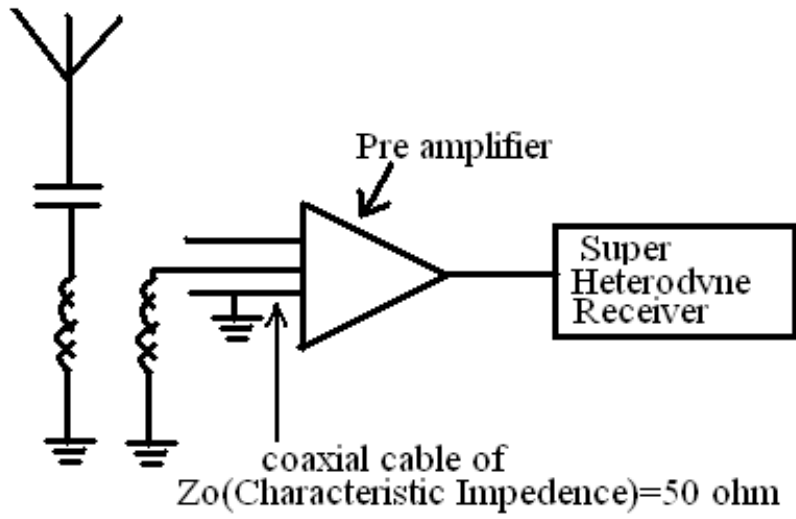 Pre amplifier
Super
Heterodyne
Receiver
coaxial cable of
Zo(Characteristic Impedence)=50 ohm